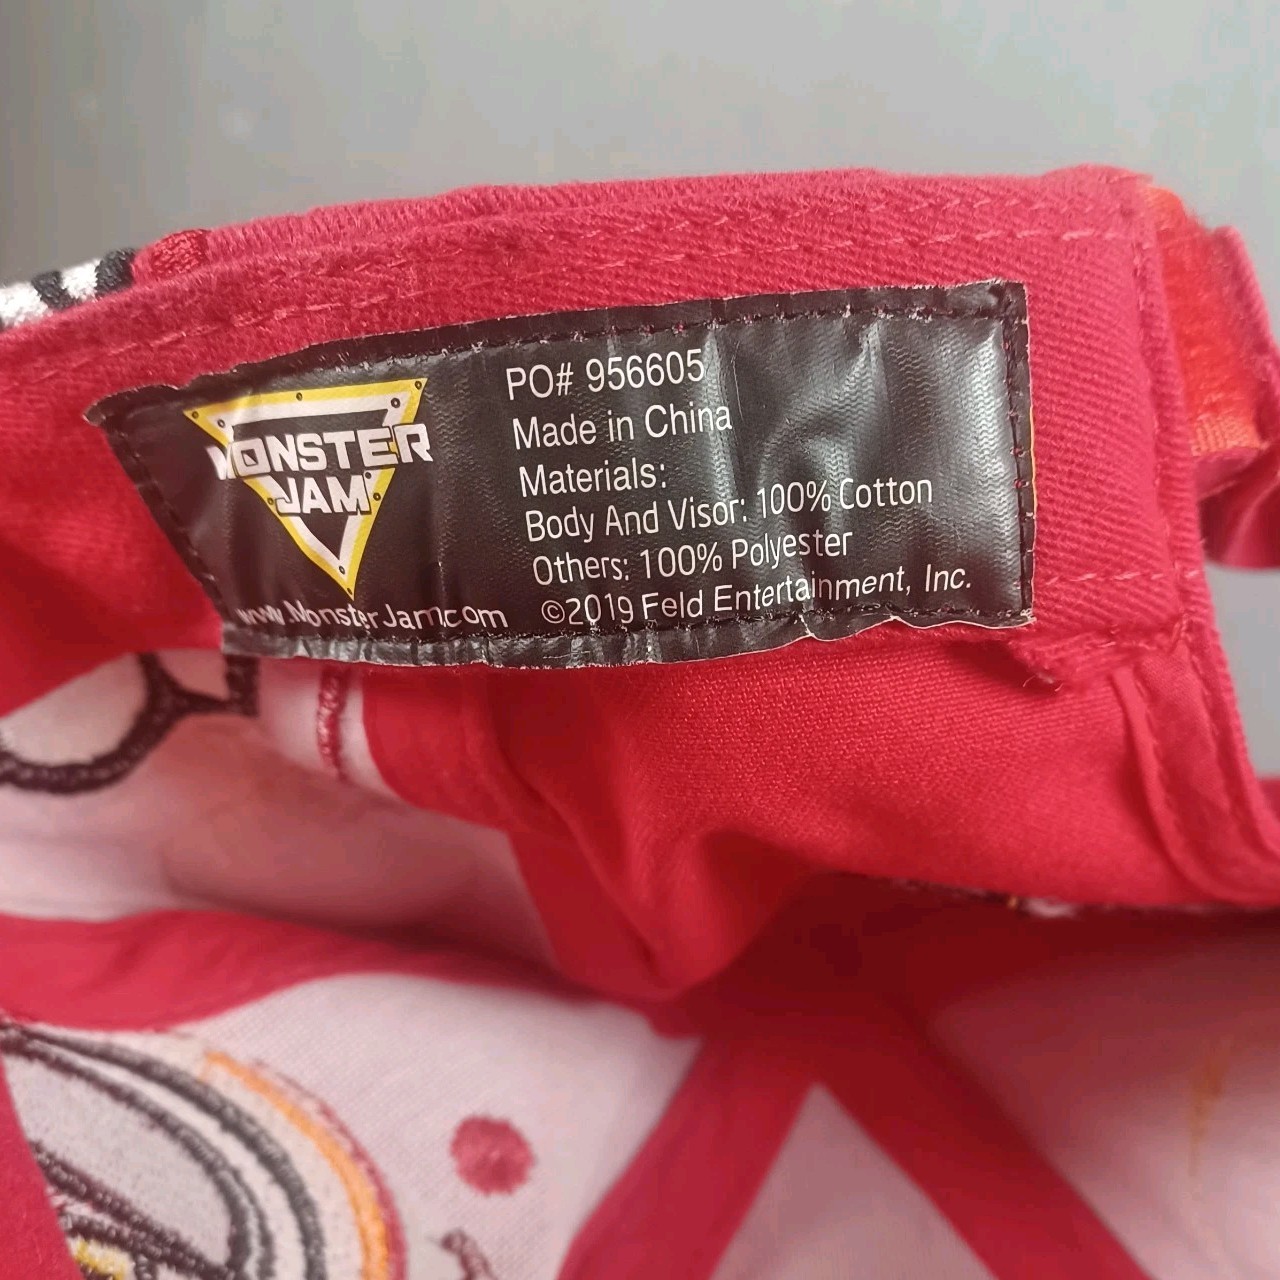 MONSTER
JAM
www.MonsterJam.com
PO# 956605
Made in China
Materials:
Body And Visor: 100% Cotton
Others: 100% Polyester
©2019 Feld Entertainment, Inc.